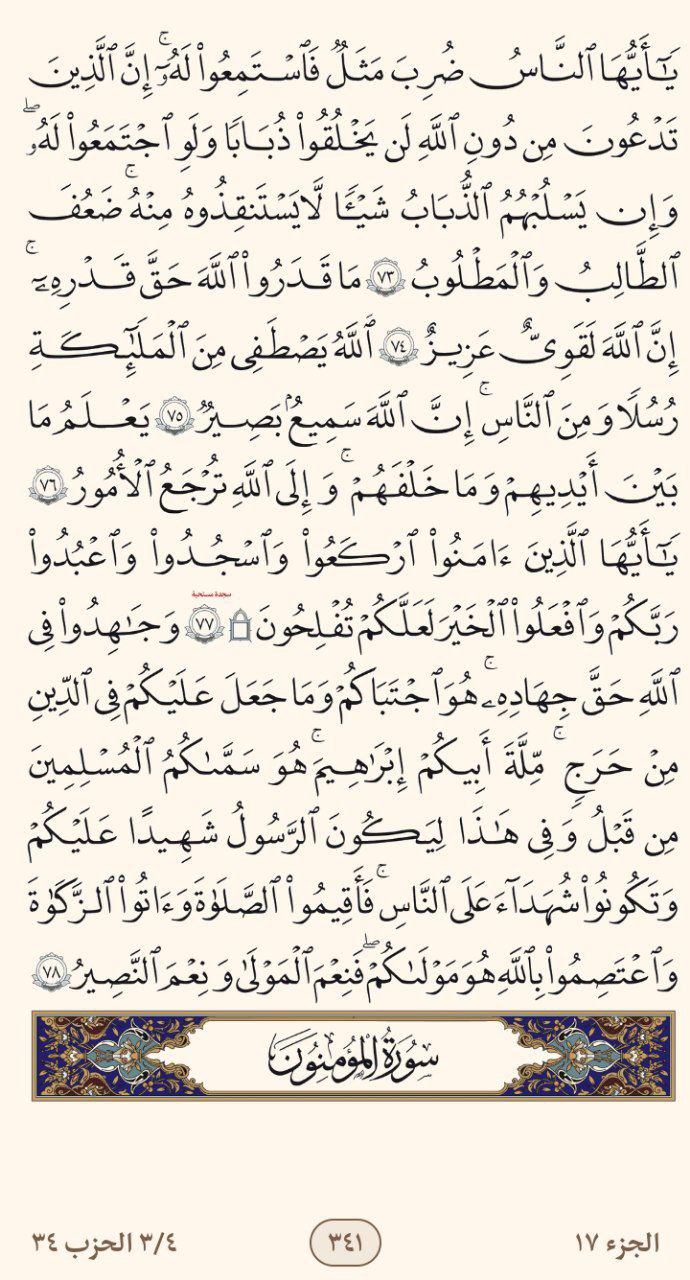 يَـٰٓأَيُّهَا ٱلنَّاسُ ضُرِبَ مَثَلٌ فَٱسْتَمِعُوا۟ لَهُۥٓ ۚ إِنَّ ٱلَّذِينَ
تَدْعُونَ مِن دُونِ ٱللَّهِ لَن يَخْلُقُوا۟ ذُبَابًا وَلَوِ ٱجْتَمَعُوا۟ لَهُۥ ۖ
وَإِن يَسْلُبْهُمُ ٱلذُّبَابُ شَيْـًٔا لَّا يَسْتَنقِذُوهُ مِنْهُ ۚ ضَعُفَ
ٱلطَّالِبُ وَٱلْمَطْلُوبُ ٧٣ مَا قَدَرُوا۟ ٱللَّهَ حَقَّ قَدْرِهِۦٓ ۚ
إِنَّ ٱللَّهَ لَقَوِىٌّ عَزِيزٌ ٧٤ ٱللَّهُ يَصْطَفِى مِنَ ٱلْمَلَـٰٓئِكَةِ
رُسُلًا وَمِنَ ٱلنَّاسِ ۚ إِنَّ ٱللَّهَ سَمِيعٌۢ بَصِيرٌ ٧٥ يَعْلَمُ مَا
بَيْنَ أَيْدِيهِمْ وَمَا خَلْفَهُمْ ۚ وَإِلَى ٱللَّهِ تُرْجَعُ ٱلْأُمُورُ ٧٦
يَـٰٓأَيُّهَا ٱلَّذِينَ ءَامَنُوا۟ ٱرْكَعُوا۟ وَٱسْجُدُوا۟ وَٱعْبُدُوا۟
سجدة مستحبة
رَبَّكُمْ وَٱفْعَلُوا۟ ٱلْخَيْرَ لَعَلَّكُمْ تُفْلِحُونَ ۩ ٧٧ وَجَـٰهِدُوا۟ فِى
ٱللَّهِ حَقَّ جِهَادِهِۦ ۚ هُوَ ٱجْتَبَىٰكُمْ وَمَا جَعَلَ عَلَيْكُمْ فِى ٱلدِّينِ
مِنْ حَرَجٍ ۚ مِّلَّةَ أَبِيكُمْ إِبْرَٰهِيمَ ۚ هُوَ سَمَّىٰكُمُ ٱلْمُسْلِمِينَ
مِن قَبْلُ وَفِى هَـٰذَا لِيَكُونَ ٱلرَّسُولُ شَهِيدًا عَلَيْكُمْ
وَتَكُونُوا۟ شُهَدَآءَ عَلَى ٱلنَّاسِ ۚ فَأَقِيمُوا۟ ٱلصَّلَوٰةَ وَءَاتُوا۟ ٱلزَّكَوٰةَ
وَٱعْتَصِمُوا۟ بِٱللَّهِ هُوَ مَوْلَىٰكُمْ ۖ فَنِعْمَ ٱلْمَوْلَىٰ وَنِعْمَ ٱلنَّصِيرُ ٧٨
سُورَةُ الْمُؤْمِنُونَ
الجزء ١٧ ٣٤١ ٣/٤ الحزب ٣٤